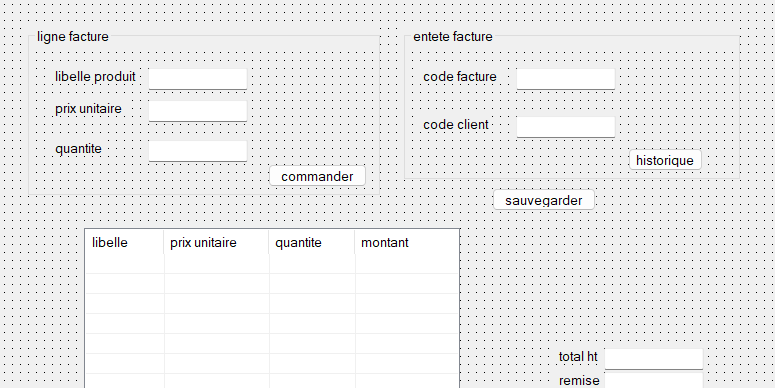 ligne facture
libelle produit
prix unitaire
quantite
commander
entete facture
code facture
code client
historique
sauvegarder
libelle prix unitaire quantite montant
total ht
remise